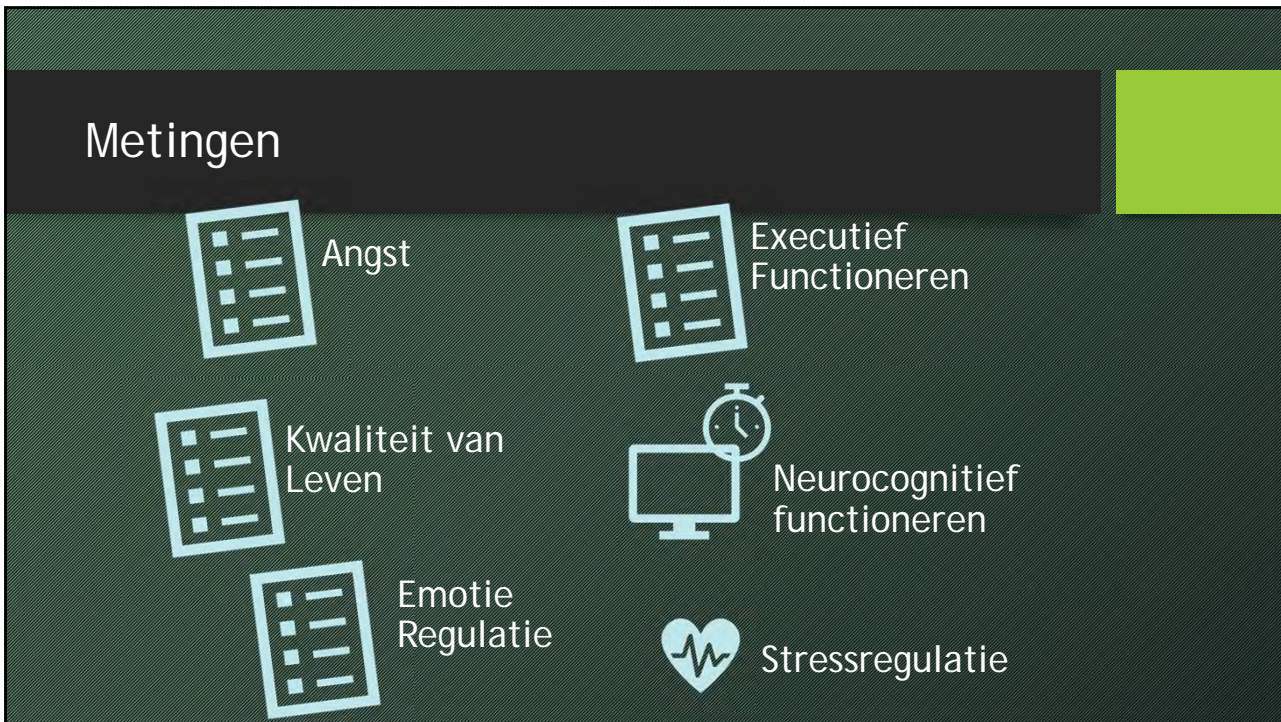 Metingen
Angst
Executief
Functioneren
Kwaliteit van
Leven
Neurocognitief
functioneren
Emotie
Regulatie
Stressregulatie